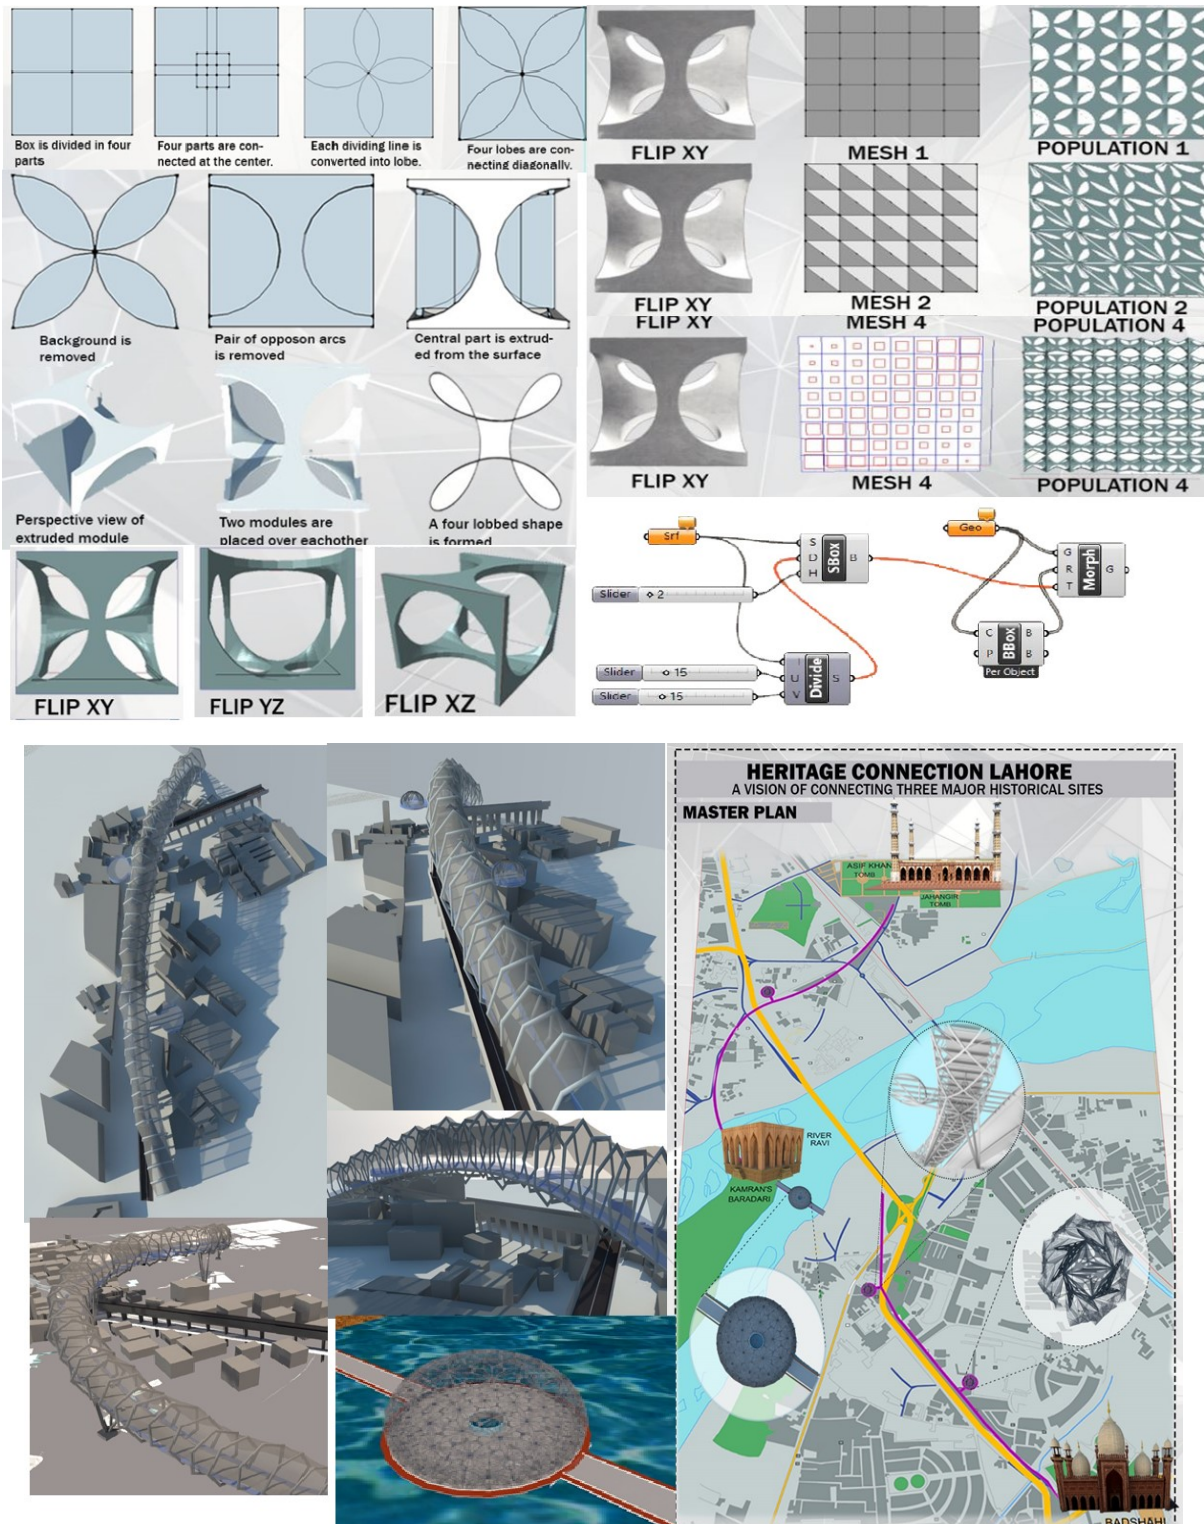 Box is divided in four
parts
Four parts are con-
nected at the center.
Each dividing line is
converted into lobe.
Four lobes are con-
necting diagonally.
Background is
removed
Pair of opposon arcs
is removed
Central part is extrud-
ed from the surface
Perspective view of
extruded module
Two modules are
placed over eachother
A four lobbed shape
is formed
FLIP XY
FLIP YZ
FLIP XZ
FLIP XY
MESH 1
POPULATION 1
FLIP XY
MESH 2
POPULATION 2
FLIP XY
MESH 4
POPULATION 4
FLIP XY
MESH 4
POPULATION 4
Srf
S
D
H
SBox
B
Slider
2
Slider
15
Slider
15
I
U
V
Divide
S
Geo
G
R
T
Morph
G
C
P
BBox
B
B
Per Object
HERITAGE CONNECTION LAHORE
A VISION OF CONNECTING THREE MAJOR HISTORICAL SITES
MASTER PLAN
ASIF KHAN
TOMB
JAHANGIR
TOMB
RIVER
RAVI
KAMRAN'S
BARADARI
BADSHAHI